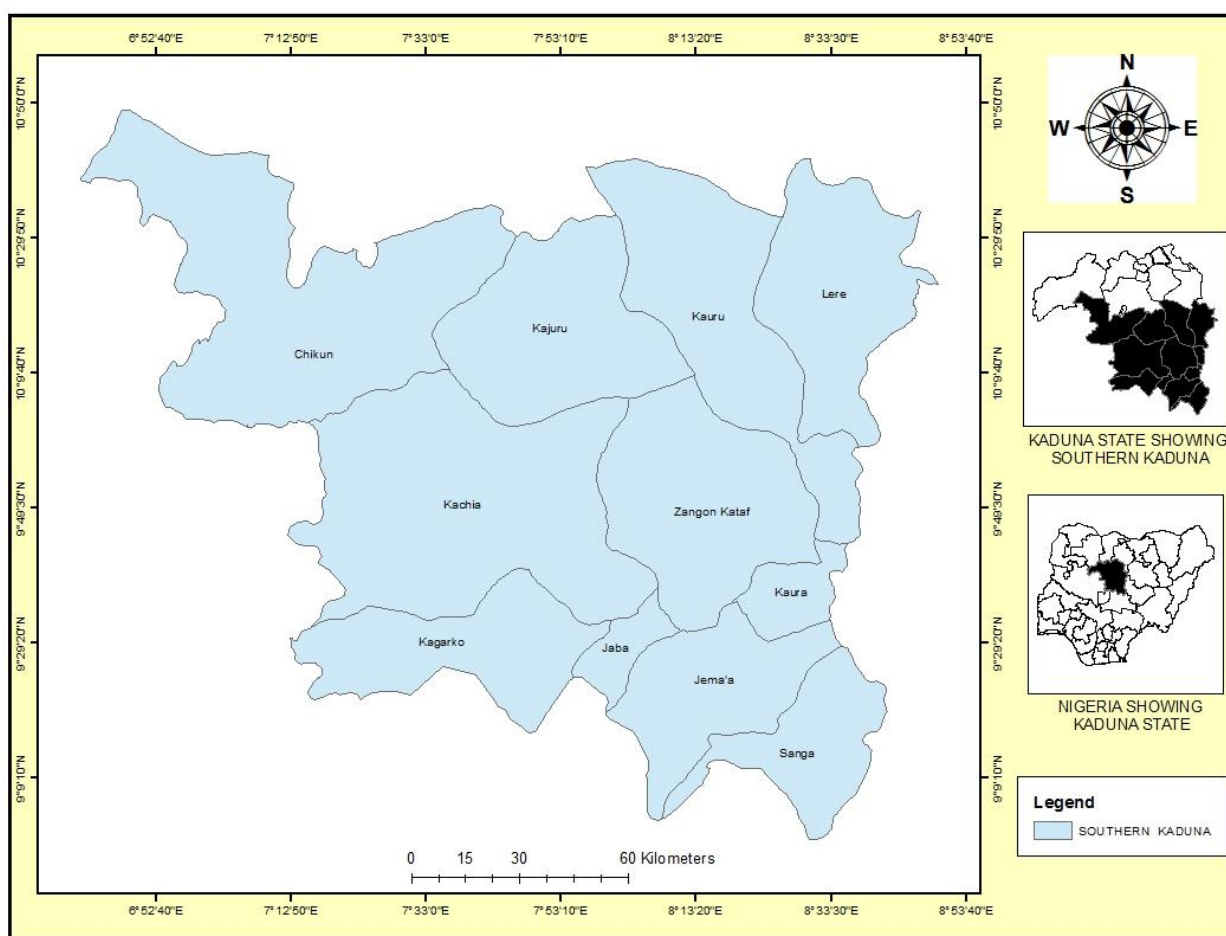 6°52'40"E 7°12'50"E 7°33'0"E 7°53'10"E 8°13'20"E 8°33'30"E 8°53'40"E
10°50'0"N
10°50'0"N
10°29'50"N
10°29'50"N
10°9'40"N
10°9'40"N
9°49'30"N
9°49'30"N
9°29'20"N
9°29'20"N
9°9'10"N
9°9'10"N
Lere
Kauru
Kajuru
Chikun
Kachia
Zangon Kataf
Kaura
Kagarko
Jaba
Jema'a
Sanga
0 15 30 60 Kilometers
6°52'40"E 7°12'50"E 7°33'0"E 7°53'10"E 8°13'20"E 8°33'30"E 8°53'40"E
N
W E
S
KADUNA STATE SHOWING
SOUTHERN KADUNA
NIGERIA SHOWING
KADUNA STATE
Legend
SOUTHERN KADUNA